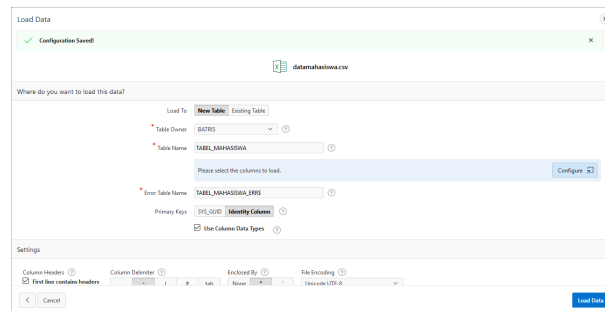 Load Data
Configuration Saved!
datamahasiswa.csv
Where do you want to load this data?
Load To New Table Existing Table
* Table Owner BATRIS
* Table Name TABEL_MAHASISWA
Please select the columns to load. Configure
* Error Table Name TABEL_MAHASISWA_ERR$
Primary Keys SYS_GUID Identity Column
Use Column Data Types
Settings
Column Headers Column Delimiter Enclosed By File Encoding
First line contains headers # tab None " Unicode UTF-8
Cancel Load Data